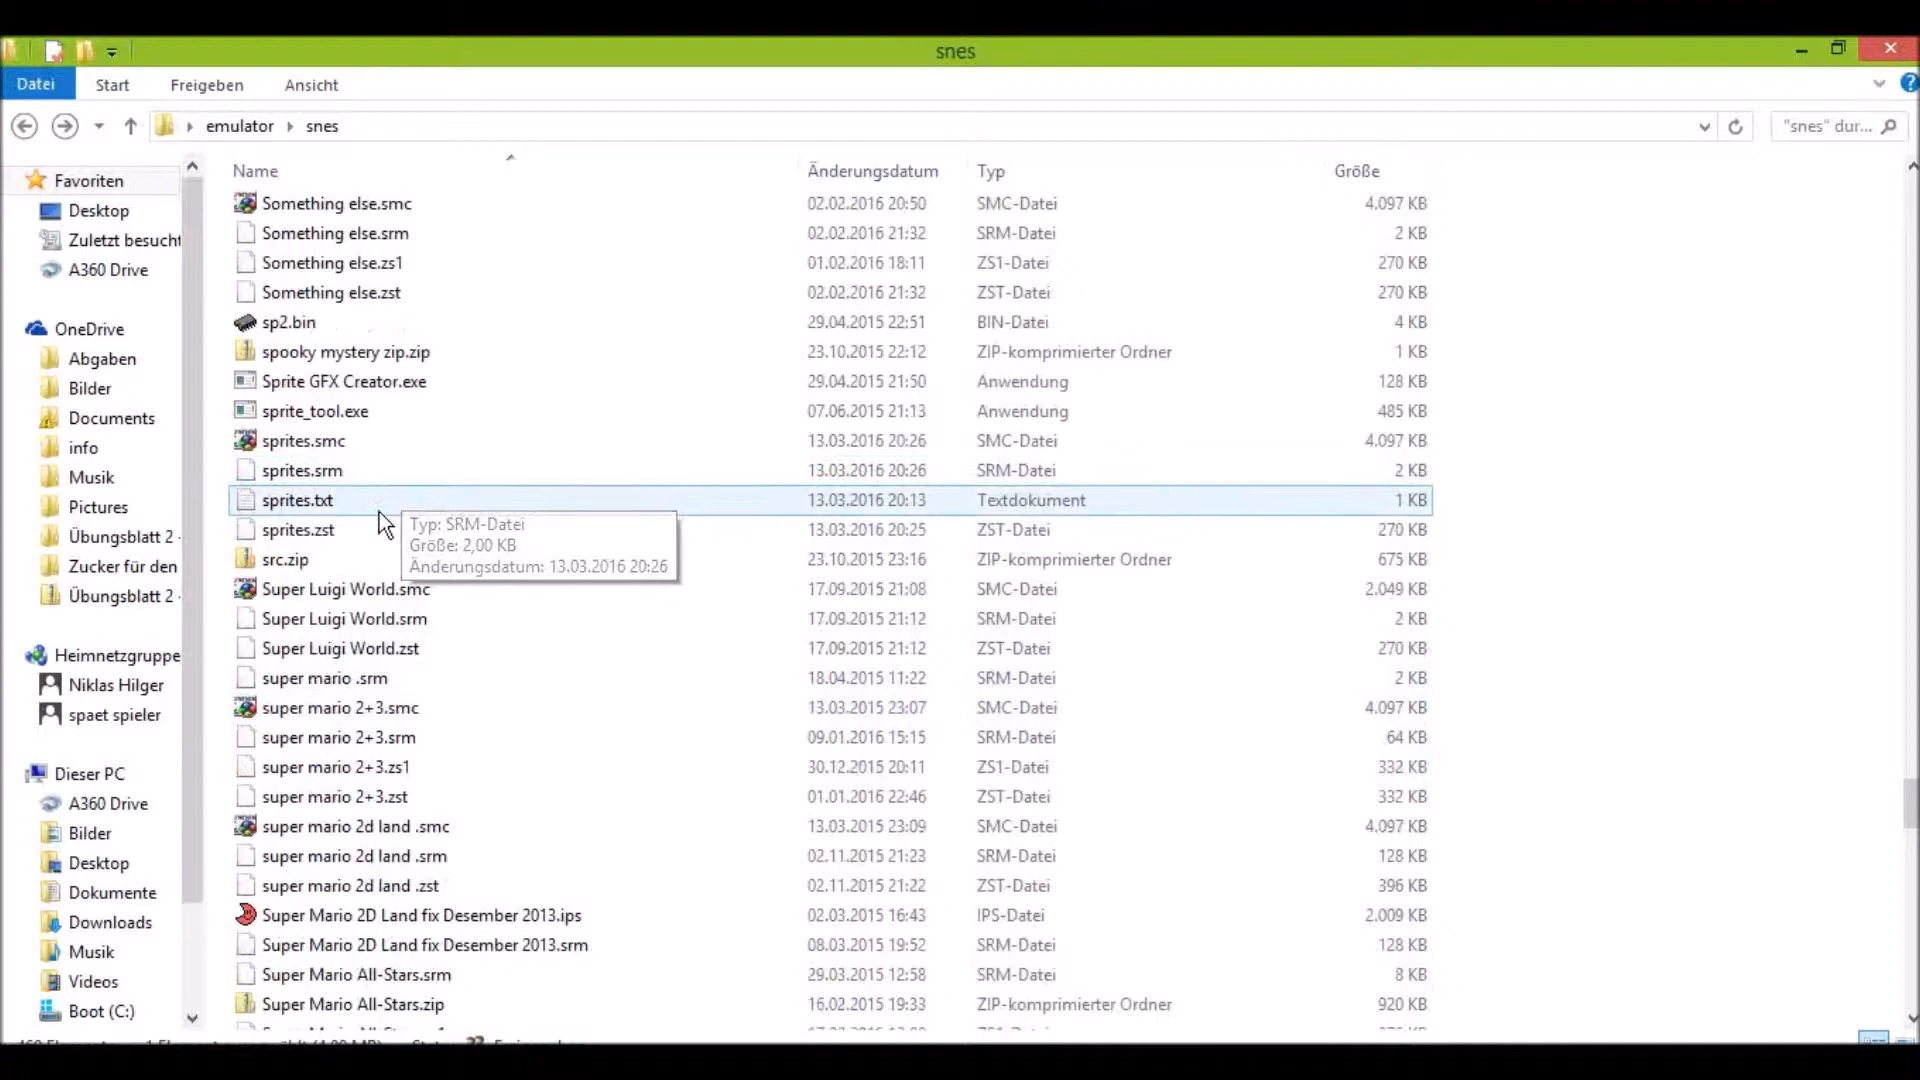 snes
Datei Start Freigeben Ansicht
emulator snes "snes" dur...
Favoriten
Desktop
Zuletzt besucht
A360 Drive
OneDrive
Abgaben
Bilder
Documents
info
Musik
Pictures
Übungsblatt 2 -
Zucker für den
Übungsblatt 2 -
Heimnetzgruppe
Niklas Hilger
spaet spieler
Dieser PC
A360 Drive
Bilder
Desktop
Dokumente
Downloads
Musik
Videos
Boot (C:)
Name Änderungsdatum Typ Größe
Something else.smc 02.02.2016 20:50 SMC-Datei 4.097 KB
Something else.srm 02.02.2016 21:32 SRM-Datei 2 KB
Something else.zs1 01.02.2016 18:11 ZS1-Datei 270 KB
Something else.zst 02.02.2016 21:32 ZST-Datei 270 KB
sp2.bin 29.04.2015 22:51 BIN-Datei 4 KB
spooky mystery zip.zip 23.10.2015 22:12 ZIP-komprimierter Ordner 1 KB
Sprite GFX Creator.exe 29.04.2015 21:50 Anwendung 128 KB
sprite_tool.exe 07.06.2015 21:13 Anwendung 485 KB
sprites.smc 13.03.2016 20:26 SMC-Datei 4.097 KB
sprites.srm 13.03.2016 20:26 SRM-Datei 2 KB
sprites.txt 13.03.2016 20:13 Textdokument 1 KB
sprites.zst 13.03.2016 20:25 ZST-Datei 270 KB
Typ: SRM-Datei
Größe: 2,00 KB
Änderungsdatum: 13.03.2016 20:26
src.zip 23.10.2015 23:16 ZIP-komprimierter Ordner 675 KB
Super Luigi World.smc 17.09.2015 21:08 SMC-Datei 2.049 KB
Super Luigi World.srm 17.09.2015 21:12 SRM-Datei 2 KB
Super Luigi World.zst 17.09.2015 21:12 ZST-Datei 270 KB
super mario .srm 18.04.2015 11:22 SRM-Datei 2 KB
super mario 2+3.smc 13.03.2015 23:07 SMC-Datei 4.097 KB
super mario 2+3.srm 09.01.2016 15:15 SRM-Datei 64 KB
super mario 2+3.zs1 30.12.2015 20:11 ZS1-Datei 332 KB
super mario 2+3.zst 01.01.2016 22:46 ZST-Datei 332 KB
super mario 2d land .smc 13.03.2015 23:09 SMC-Datei 4.097 KB
super mario 2d land .srm 02.11.2015 21:23 SRM-Datei 128 KB
super mario 2d land .zst 02.11.2015 21:22 ZST-Datei 396 KB
Super Mario 2D Land fix Desember 2013.ips 02.03.2015 16:43 IPS-Datei 2.009 KB
Super Mario 2D Land fix Desember 2013.srm 08.03.2015 19:52 SRM-Datei 128 KB
Super Mario All-Stars.srm 29.03.2015 12:58 SRM-Datei 8 KB
Super Mario All-Stars.zip 16.02.2015 19:33 ZIP-komprimierter Ordner 920 KB